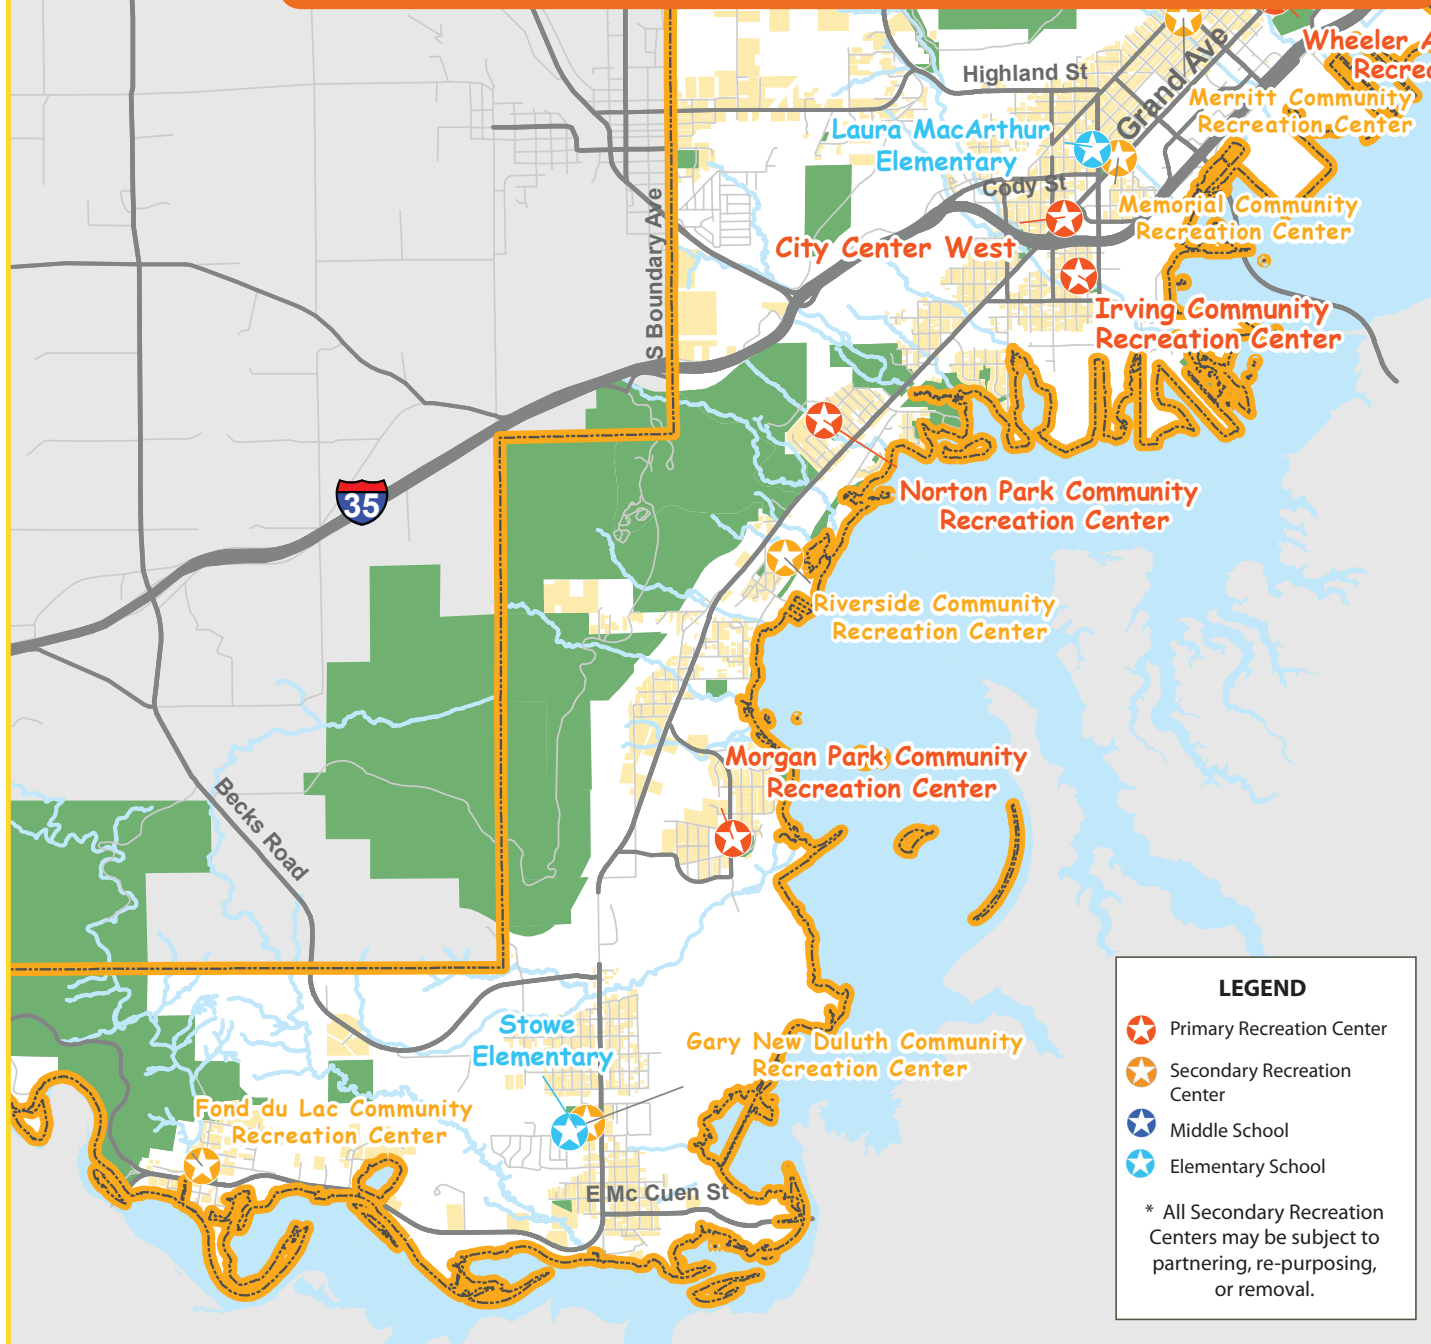 Highland St
Grand Ave
Wheeler
Merritt Community
Recreation Center
Laura MacArthur
Elementary
Cody St
Memorial Community
Recreation Center
City Center West
S Boundary Ave
Irving Community
Recreation Center
35
Norton Park Community
Recreation Center
Riverside Community
Recreation Center
Morgan Park Community
Recreation Center
Becks Road
Stowe
Elementary
Gary New Duluth Community
Recreation Center
Fond du Lac Community
Recreation Center
E Mc Cuen St
LEGEND
Primary Recreation Center
Secondary Recreation
Center
Middle School
Elementary School
* All Secondary Recreation
Centers may be subject to
partnering, re-purposing,
or removal.